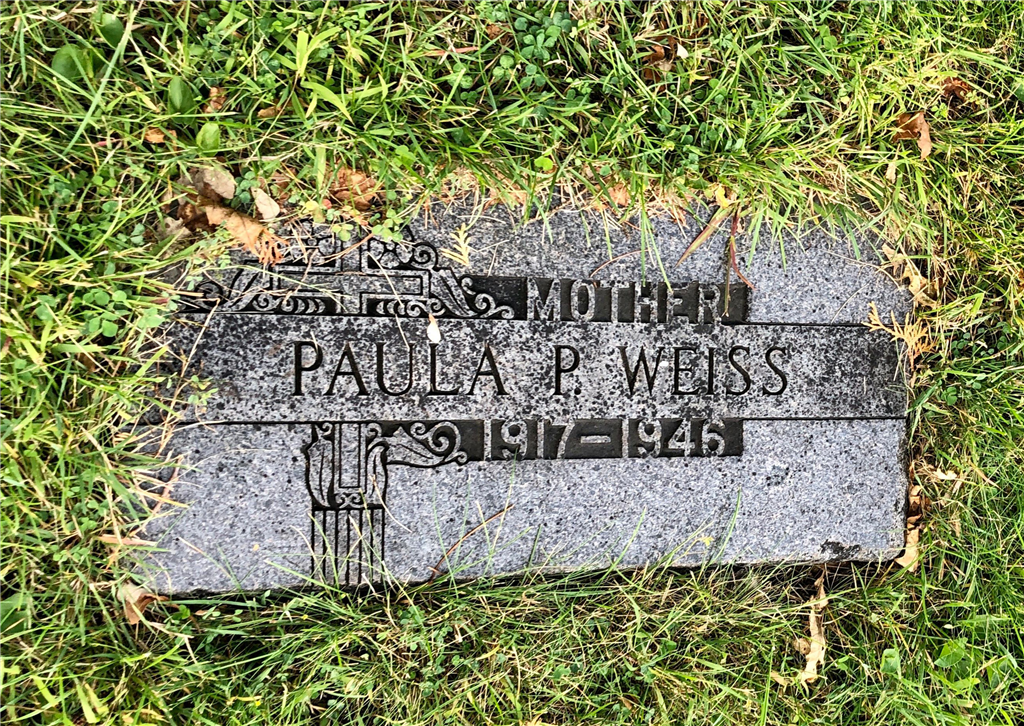 MOTHER
PAULA P. WEISS
1917-1946